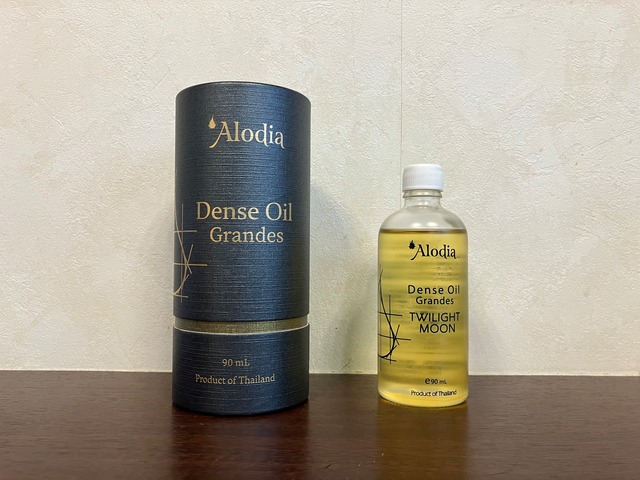 Alodia
Dense Oil
Grandes
90 mL
Product of Thailand
Alodia
Dense Oil
Grandes
TWILIGHT
MOON
℮90 mL
Product of Thailand